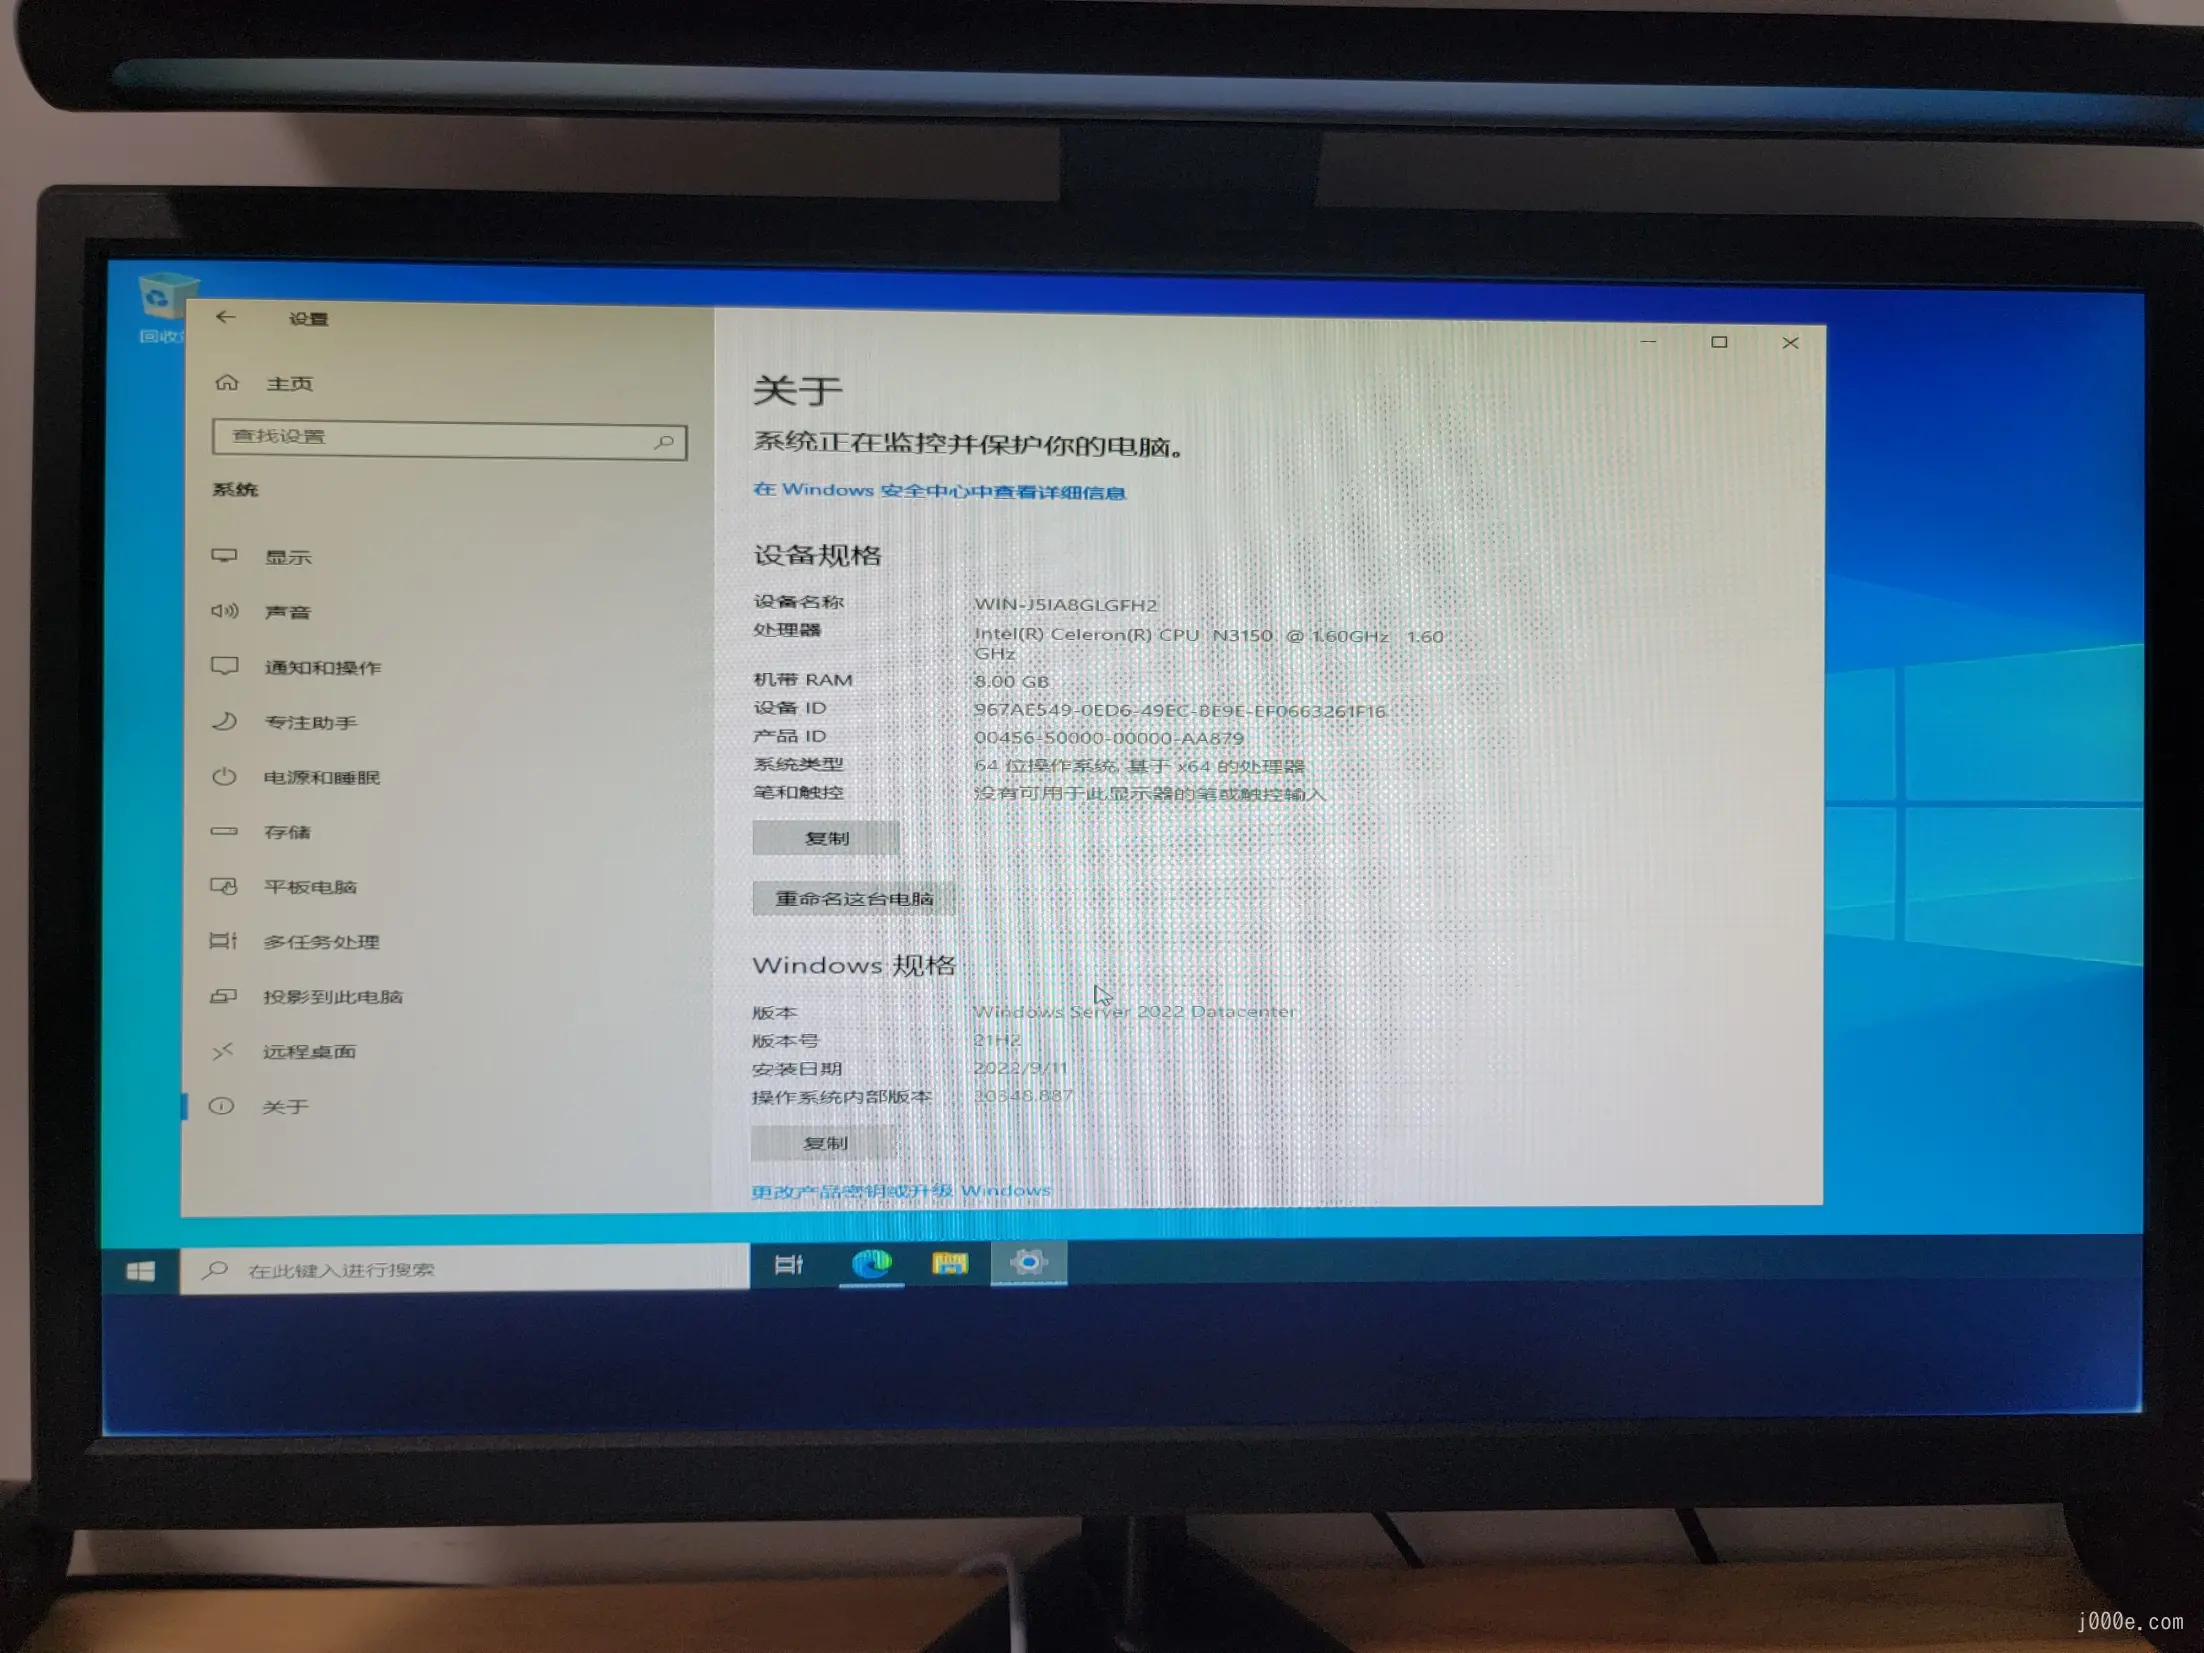 回收
设置
主页
查找设置
系统
显示
声音
通知和操作
专注助手
电源和睡眠
存储
平板电脑
多任务处理
投影到此电脑
远程桌面
关于
关于
系统正在监控并保护你的电脑。
在 Windows 安全中心中查看详细信息
设备规格
设备名称 WIN-J5IA8GLGFH2
处理器 Intel(R) Celeron(R) CPU N3150 @ 1.60GHz 1.60
GHz
机带 RAM 8.00 GB
设备 ID 967AE549-0ED6-49EC-BE9E-EF0663261F16
产品 ID 00456-50000-00000-AA879
系统类型 64 位操作系统, 基于 x64 的处理器
笔和触控 没有可用于此显示器的笔或触控输入
复制
重命名这台电脑
Windows 规格
版本 Windows Server 2022 Datacenter
版本号 21H2
安装日期 2022/9/11
操作系统内部版本 20348.887
复制
更改产品密钥或升级 Windows
在此键入进行搜索
j000e.com